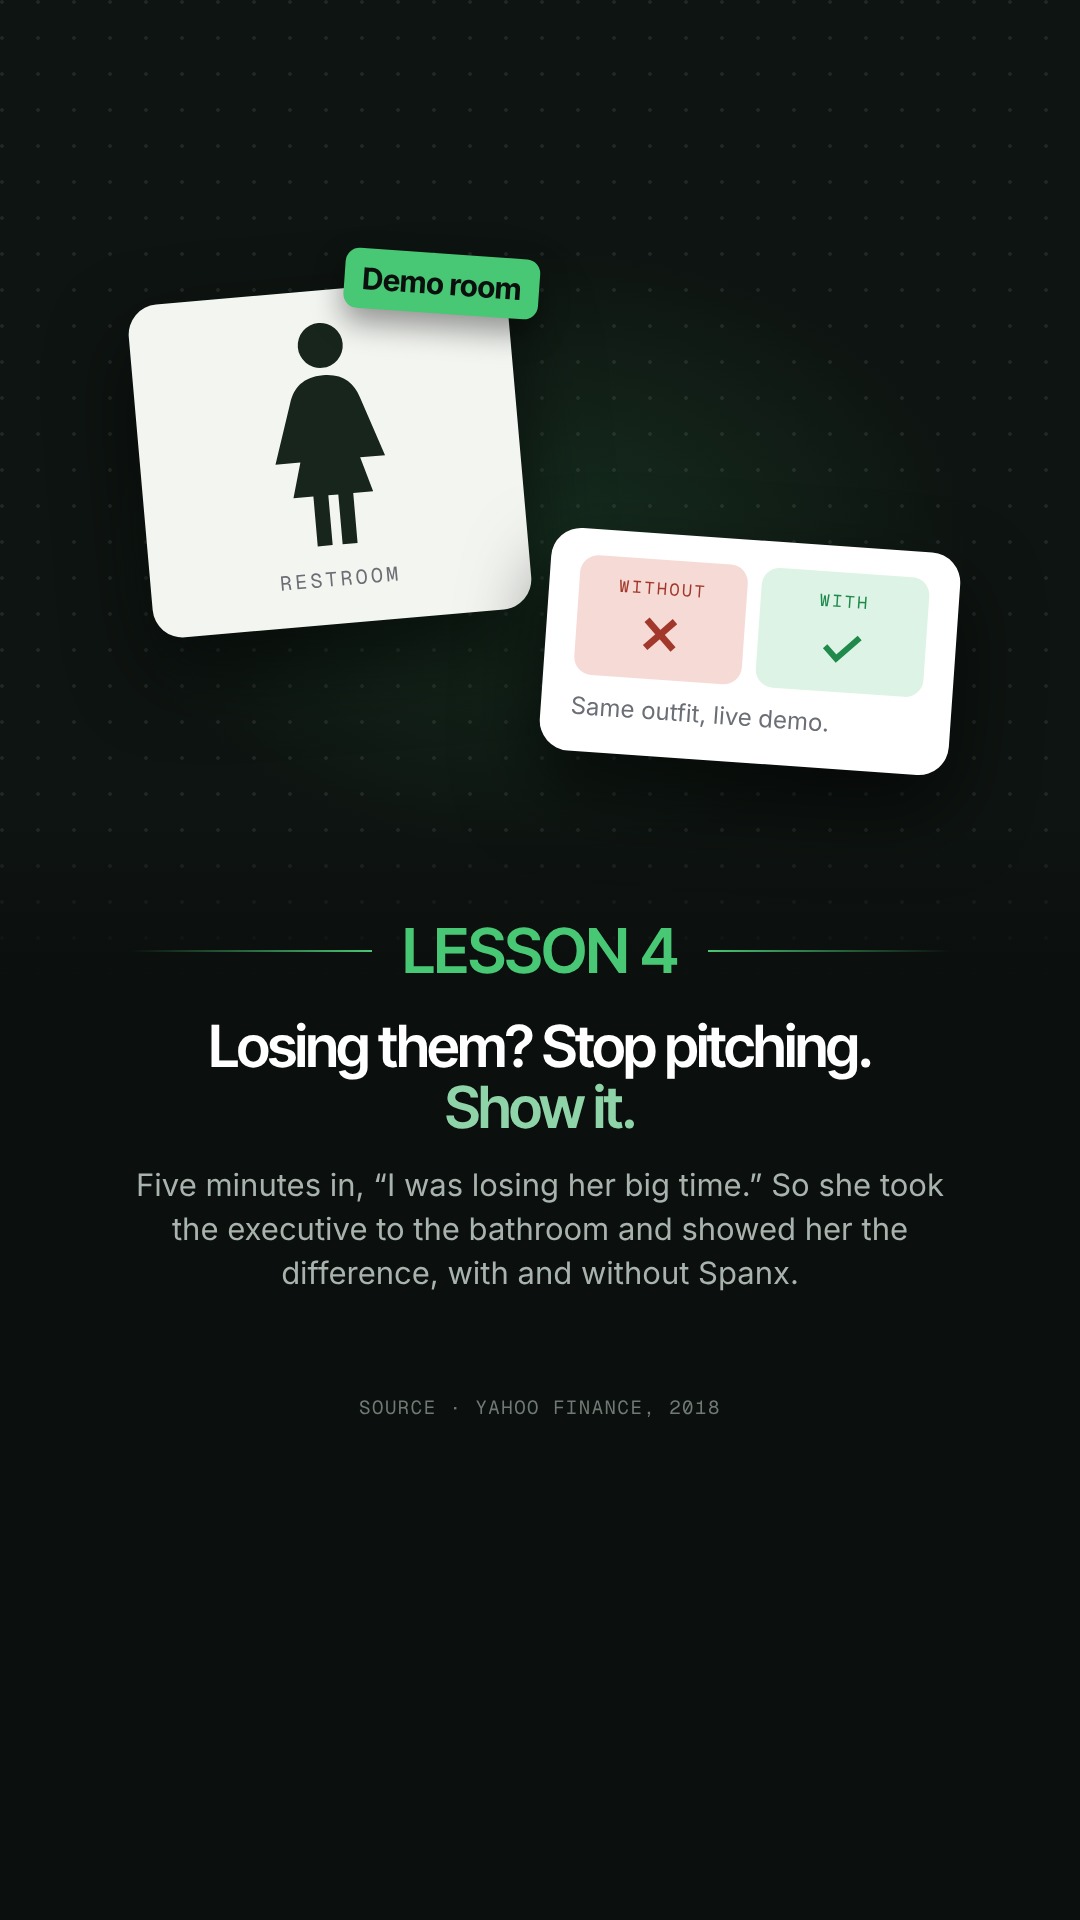 Demo room
RESTROOM
WITHOUT
WITH
Same outfit, live demo.
LESSON 4
Losing them? Stop pitching.
Show it.
Five minutes in, “I was losing her big time.” So she took
the executive to the bathroom and showed her the
difference, with and without Spanx.
SOURCE · YAHOO FINANCE, 2018